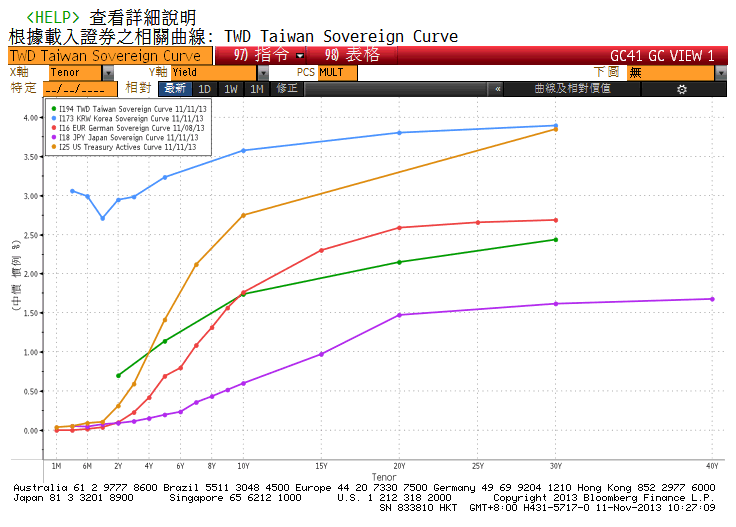 <HELP> 查看詳細說明
根據載入證券之相關曲線: TWD Taiwan Sovereign Curve
TWD Taiwan Sovereign Curve 97) 指令 98) 表格 GC41 GC VIEW 1
X軸 Tenor Y軸 Yield PCS MULT 下圖 無
特定 --/--/---- 相對 最新 1D 1W 1M 修正 « 曲線及相對價值
I194 TWD Taiwan Sovereign Curve 11/11/13
I173 KRW Korea Sovereign Curve 11/11/13
I16 EUR German Sovereign Curve 11/08/13
I18 JPY Japan Sovereign Curve 11/11/13
I25 US Treasury Actives Curve 11/11/13
4.00
3.50
3.00
2.50
2.00
1.50
1.00
0.50
0.00
(中價 慣例 %)
1M 6M 2Y 4Y 6Y 8Y 10Y 15Y 20Y 25Y 30Y 40Y
Tenor
Australia 61 2 9777 8600 Brazil 5511 3048 4500 Europe 44 20 7330 7500 Germany 49 69 9204 1210 Hong Kong 852 2977 6000
Japan 81 3 3201 8900 Singapore 65 6212 1000 U.S. 1 212 318 2000 Copyright 2013 Bloomberg Finance L.P.
SN 833810 HKT GMT+8:00 H431-5717-0 11-Nov-2013 10:27:09